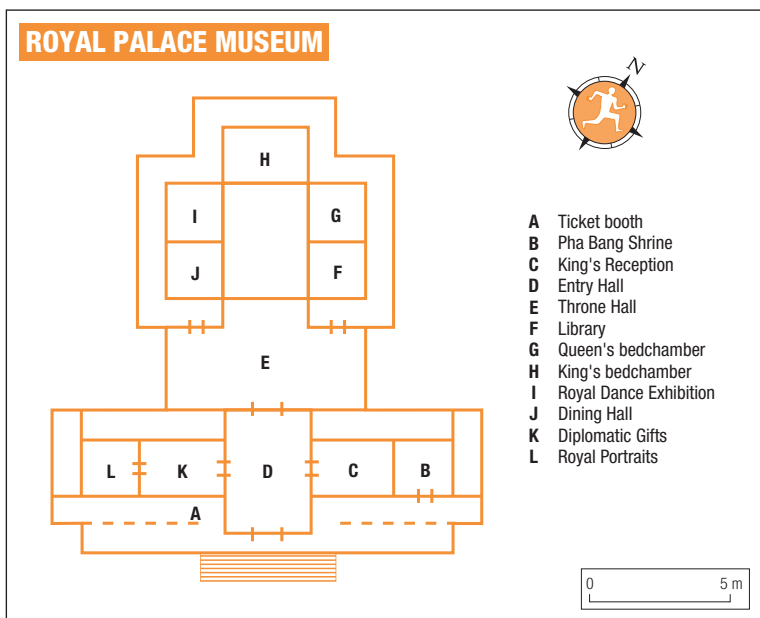 ROYAL PALACE MUSEUM
N
H
I
G
J
F
E
L
K
D
C
B
A
A Ticket booth
B Pha Bang Shrine
C King's Reception
D Entry Hall
E Throne Hall
F Library
G Queen's bedchamber
H King's bedchamber
I Royal Dance Exhibition
J Dining Hall
K Diplomatic Gifts
L Royal Portraits
0 5 m